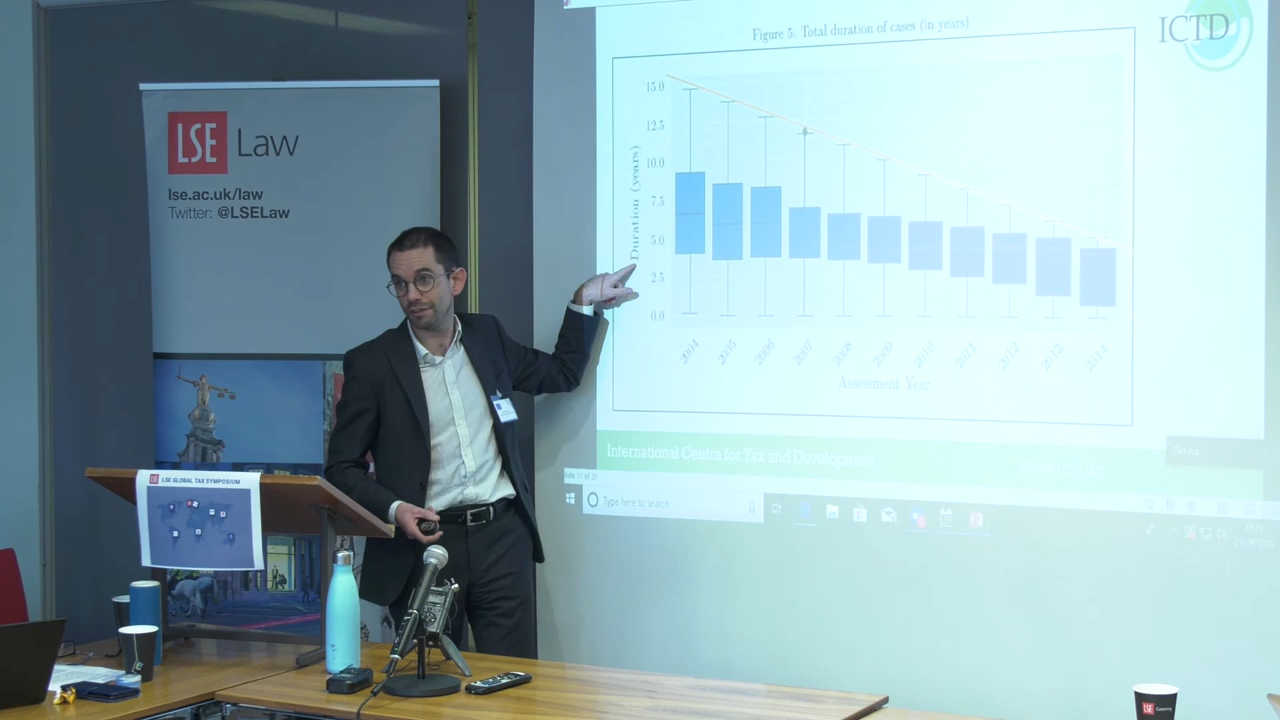 LSE Law
lse.ac.uk/law
Twitter: @LSELaw
LSE GLOBAL TAX SYMPOSIUM
ICTD
Figure 5: Total duration of cases (in years)
Duration (years)
15.0
12.5
10.0
7.5
5.0
2.5
0.0
2004 2005 2006 2007 2008 2009 2010 2011 2012 2013 2014
Assessment Year
International Centre for Tax and Development
Type here to search
LSE